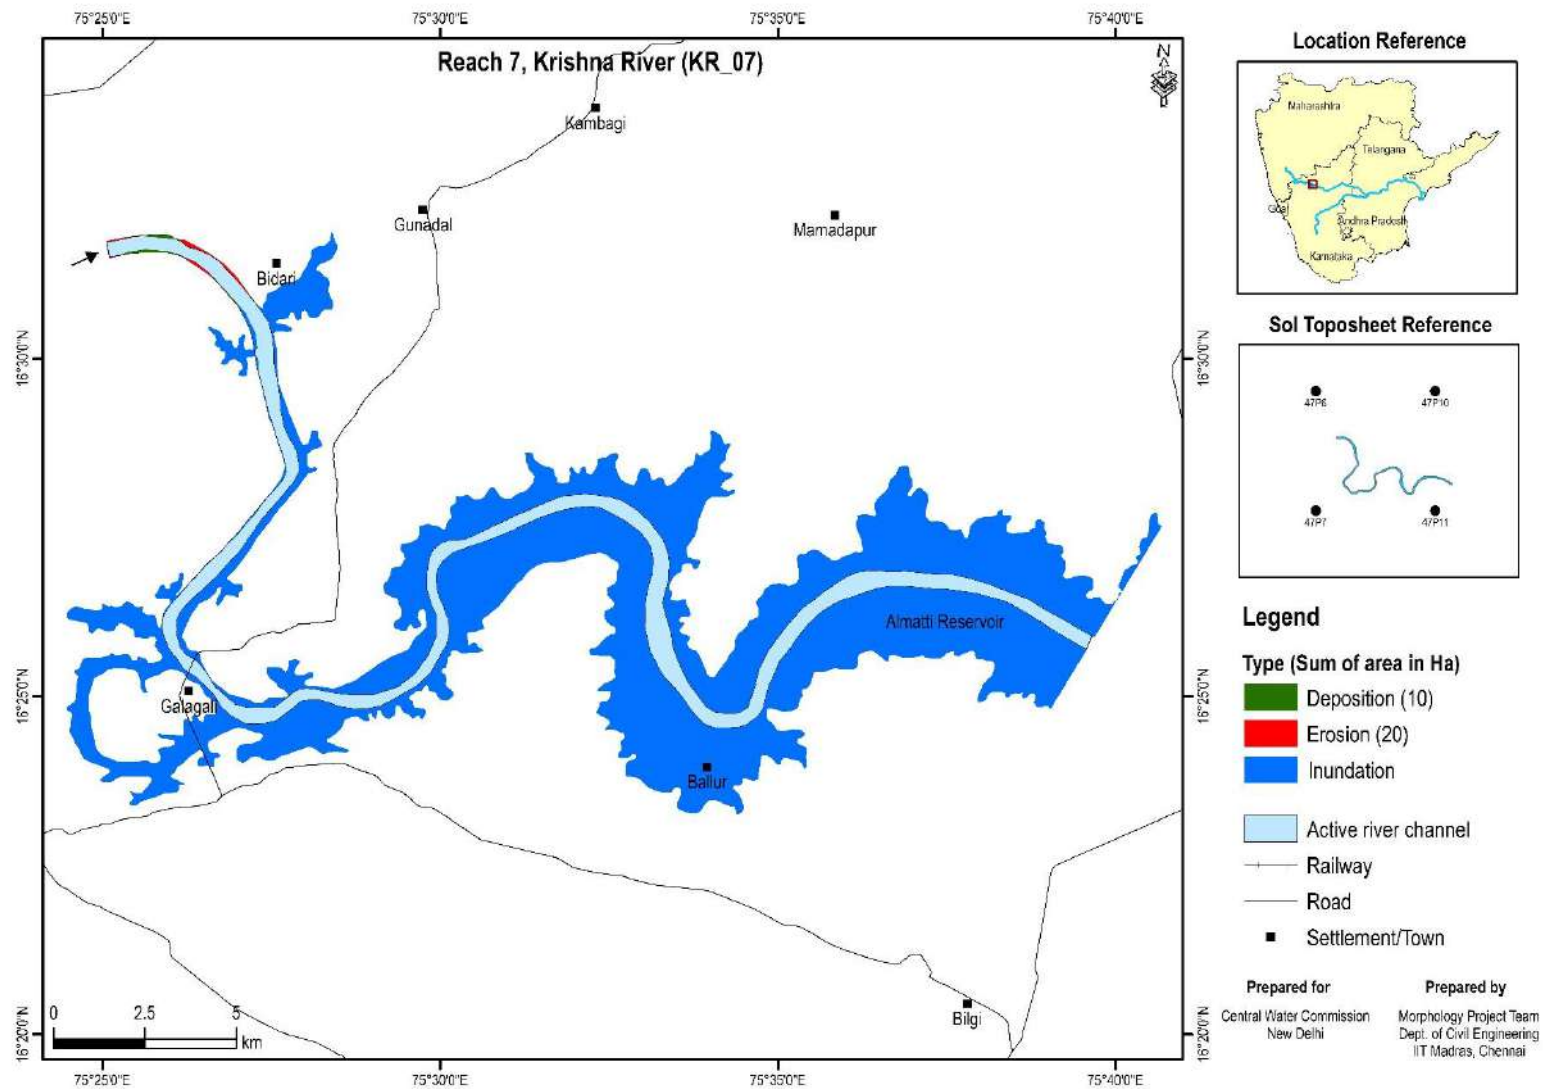 75°25'0"E
75°30'0"E
75°35'0"E
75°40'0"E
Reach 7, Krishna River (KR_07)
N
Kambagi
Gunadal
Mamadapur
Bidari
16°30'0"N
16°30'0"N
Almatti Reservoir
16°25'0"N
16°25'0"N
Galagali
Ballur
Bilgi
16°20'0"N
16°20'0"N
0 2.5 5
km
75°25'0"E
75°30'0"E
75°35'0"E
75°40'0"E
Location Reference
Maharashtra
Telangana
Goa
Andhra Pradesh
Karnataka
SoI Toposheet Reference
47P6
47P10
47P7
47P11
Legend
Type (Sum of area in Ha)
Deposition (10)
Erosion (20)
Inundation
Active river channel
Railway
Road
Settlement/Town
Prepared for
Central Water Commission
New Delhi
Prepared by
Morphology Project Team
Dept. of Civil Engineering
IIT Madras, Chennai